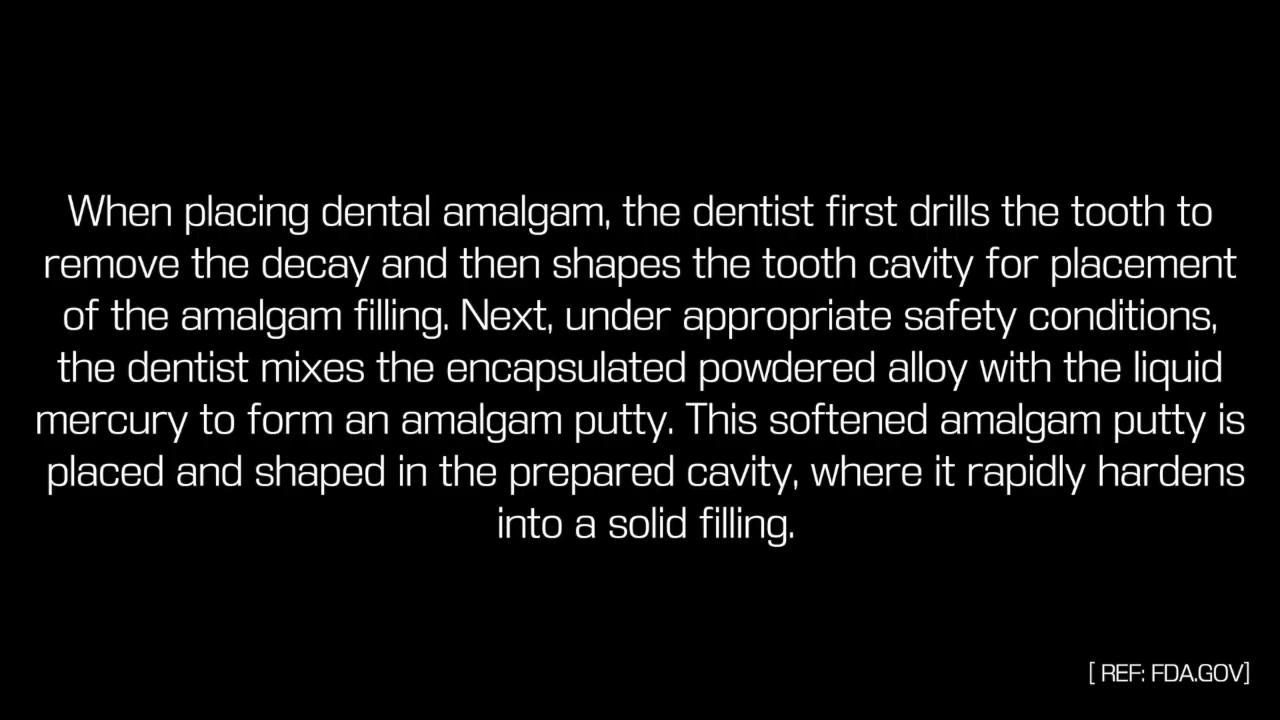 When placing dental amalgam, the dentist first drills the tooth to
remove the decay and then shapes the tooth cavity for placement
of the amalgam filling. Next, under appropriate safety conditions,
the dentist mixes the encapsulated powdered alloy with the liquid
mercury to form an amalgam putty. This softened amalgam putty is
placed and shaped in the prepared cavity, where it rapidly hardens
into a solid filling.
[ REF: FDA.GOV]